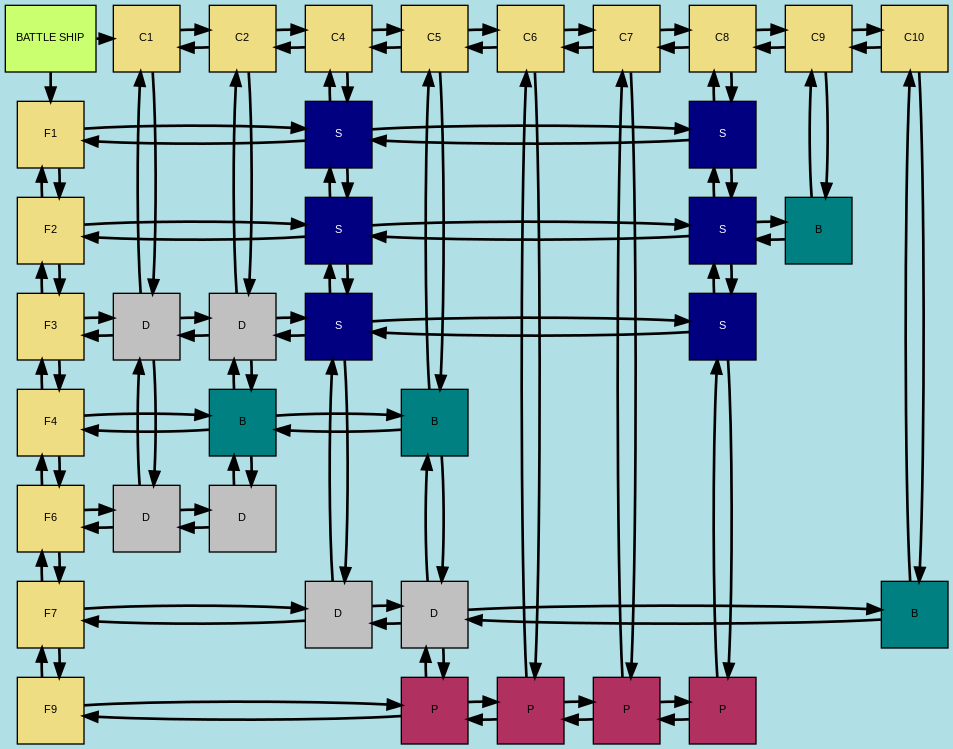 BATTLE SHIP C1 C2 C4 C5 C6 C7 C8 C9 C10
F1 S S
F2 S S B
F3 D D S S
F4 B B
F6 D D
F7 D D B
F9 P P P P